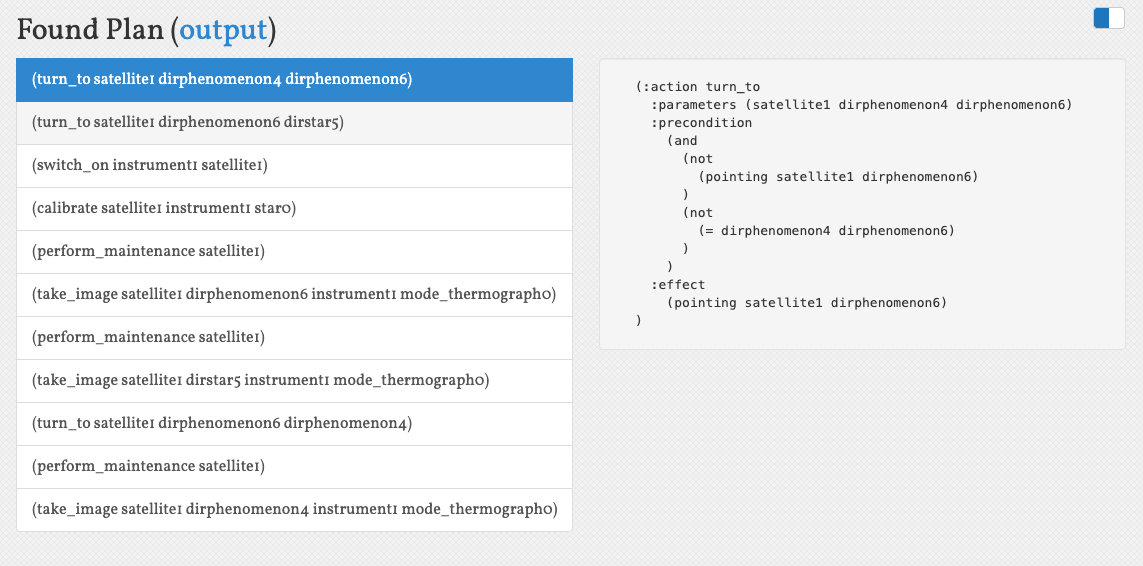 Found Plan (output)
(turn_to satellite1 dirphenomenon4 dirphenomenon6)
(turn_to satellite1 dirphenomenon6 dirstar5)
(switch_on instrument1 satellite1)
(calibrate satellite1 instrument1 star0)
(perform_maintenance satellite1)
(take_image satellite1 dirphenomenon6 instrument1 mode_thermograph0)
(perform_maintenance satellite1)
(take_image satellite1 dirstar5 instrument1 mode_thermograph0)
(turn_to satellite1 dirphenomenon6 dirphenomenon4)
(perform_maintenance satellite1)
(take_image satellite1 dirphenomenon4 instrument1 mode_thermograph0)
(:action turn_to
  :parameters (satellite1 dirphenomenon4 dirphenomenon6)
  :precondition
    (and
      (not
        (pointing satellite1 dirphenomenon6)
      )
      (not
        (= dirphenomenon4 dirphenomenon6)
      )
    )
  :effect
    (pointing satellite1 dirphenomenon6)
)